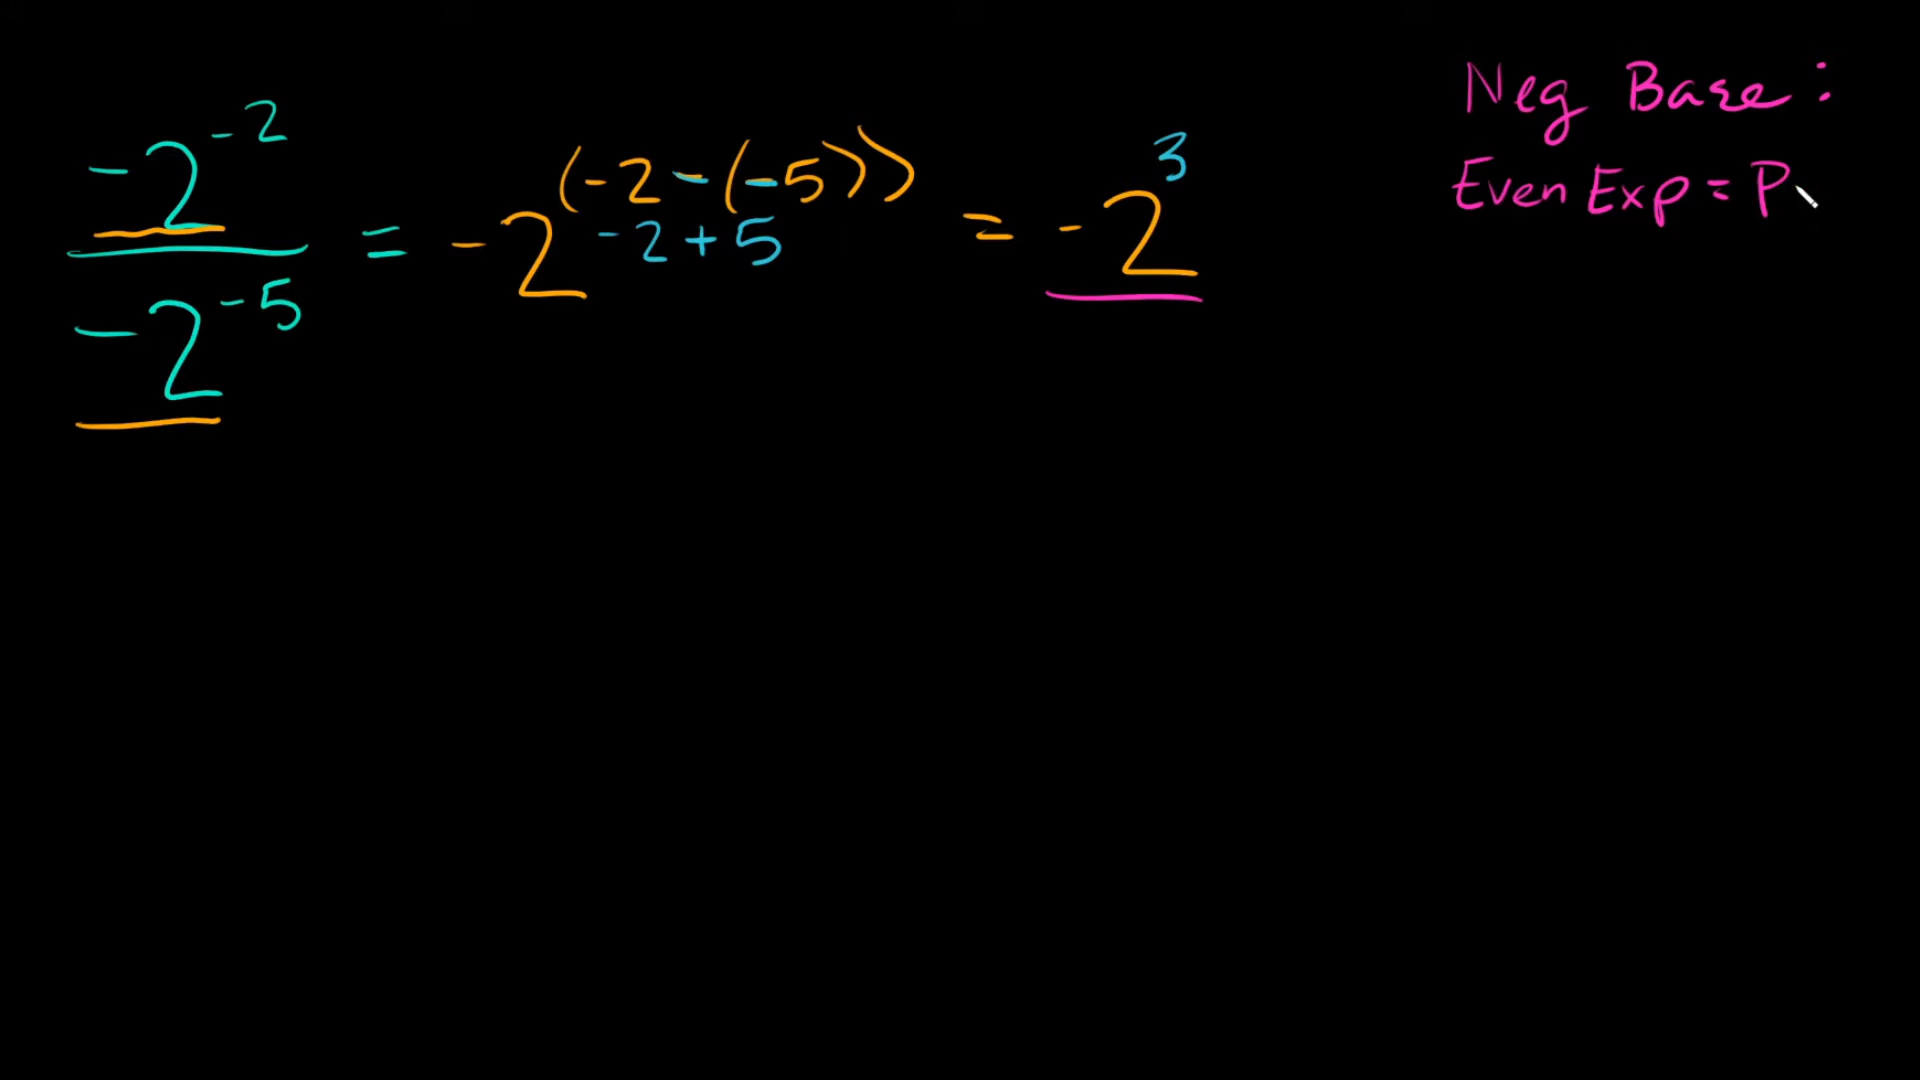 -2^-2 / -2^-5 = -2^(-2-(-5)) = -2^3
-2+5
Neg Base:
Even Exp = P